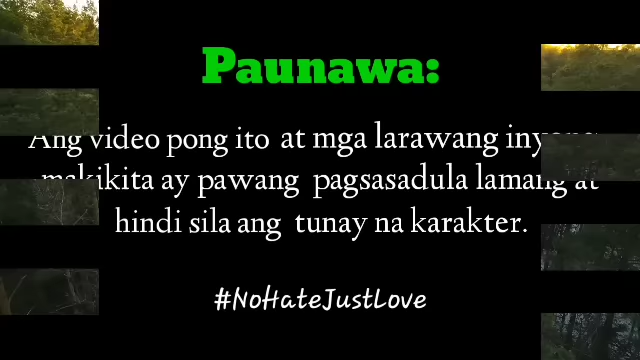 Paunawa:
Ang video pong ito at mga larawang inyong
makikita ay pawang pagsasadula lamang at
hindi sila ang tunay na karakter.
#NoHateJustLove